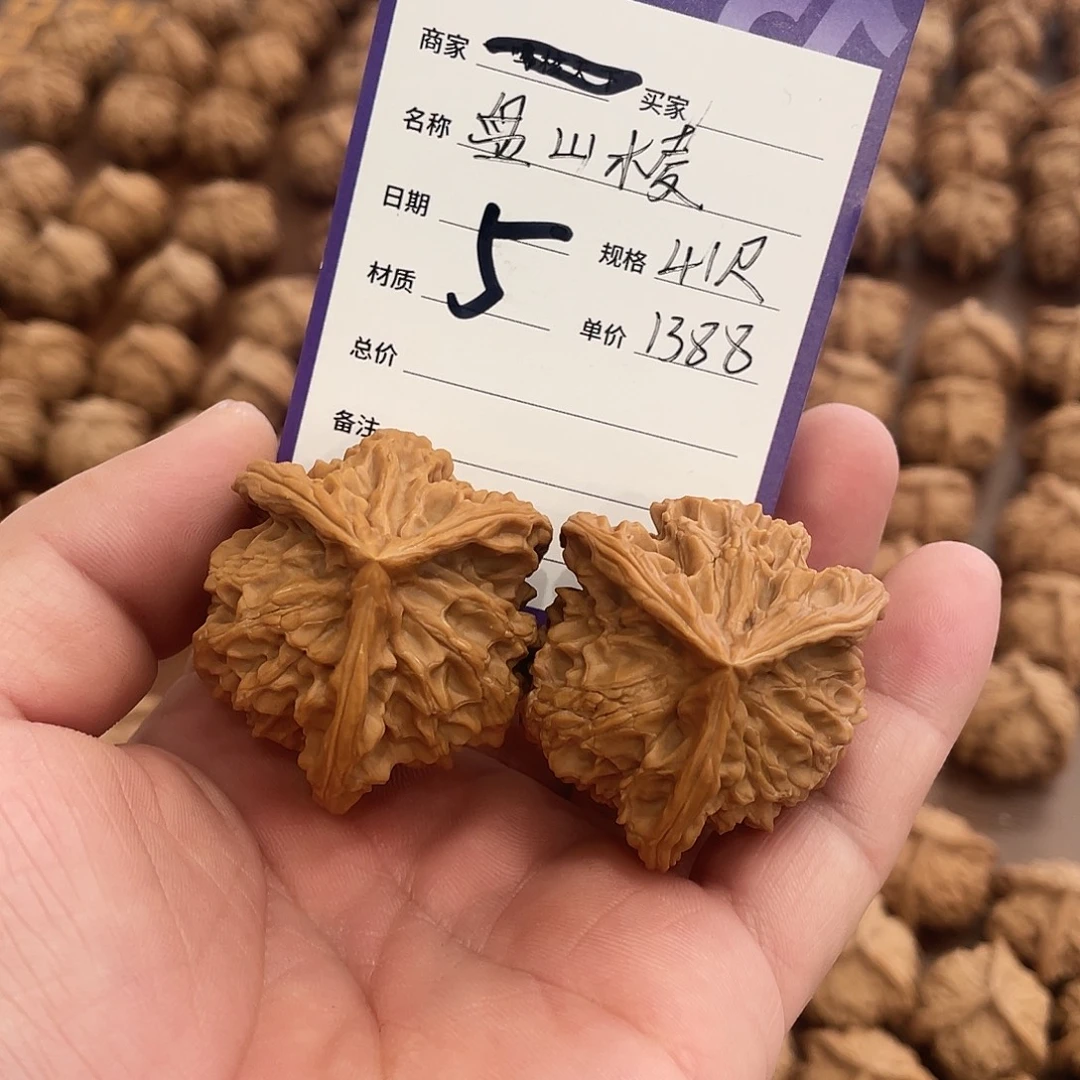 商家 买家
名称 盘山水棱
日期 5 规格 41尺
材质 单价 1388
总价
备注